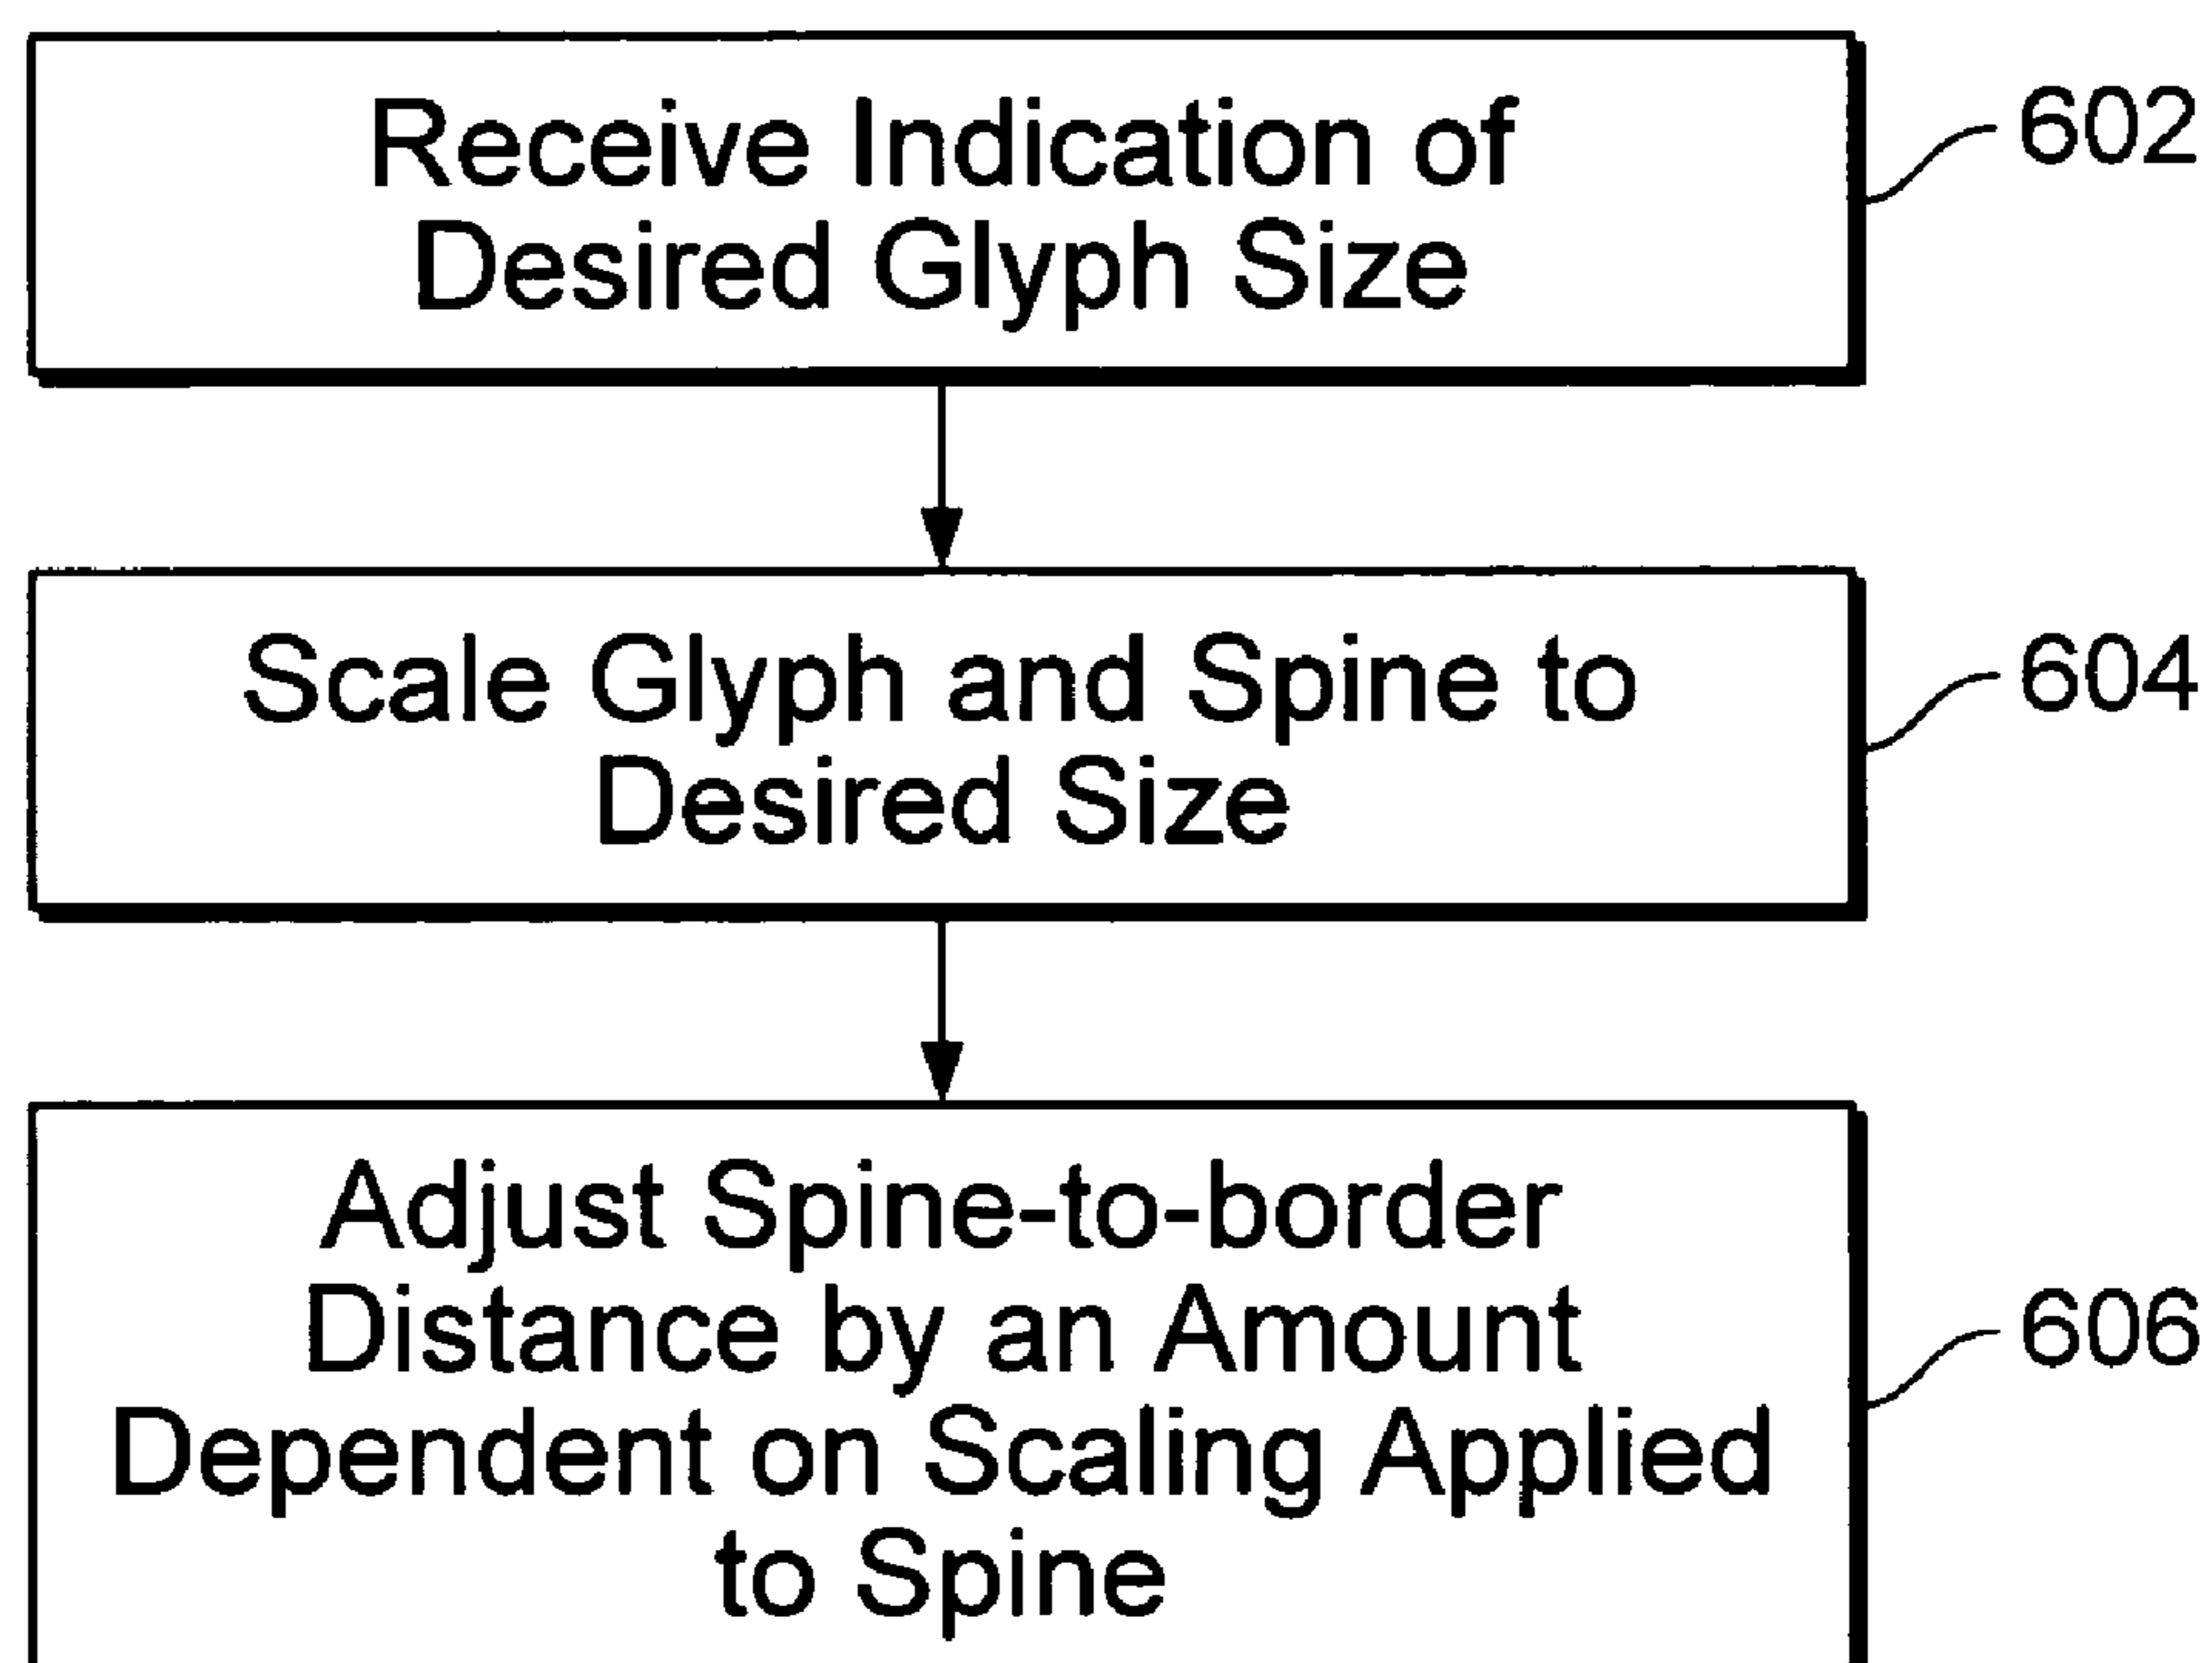 Receive Indication of
Desired Glyph Size
602
Scale Glyph and Spine to
Desired Size
604
Adjust Spine-to-border
Distance by an Amount
Dependent on Scaling Applied
to Spine
606